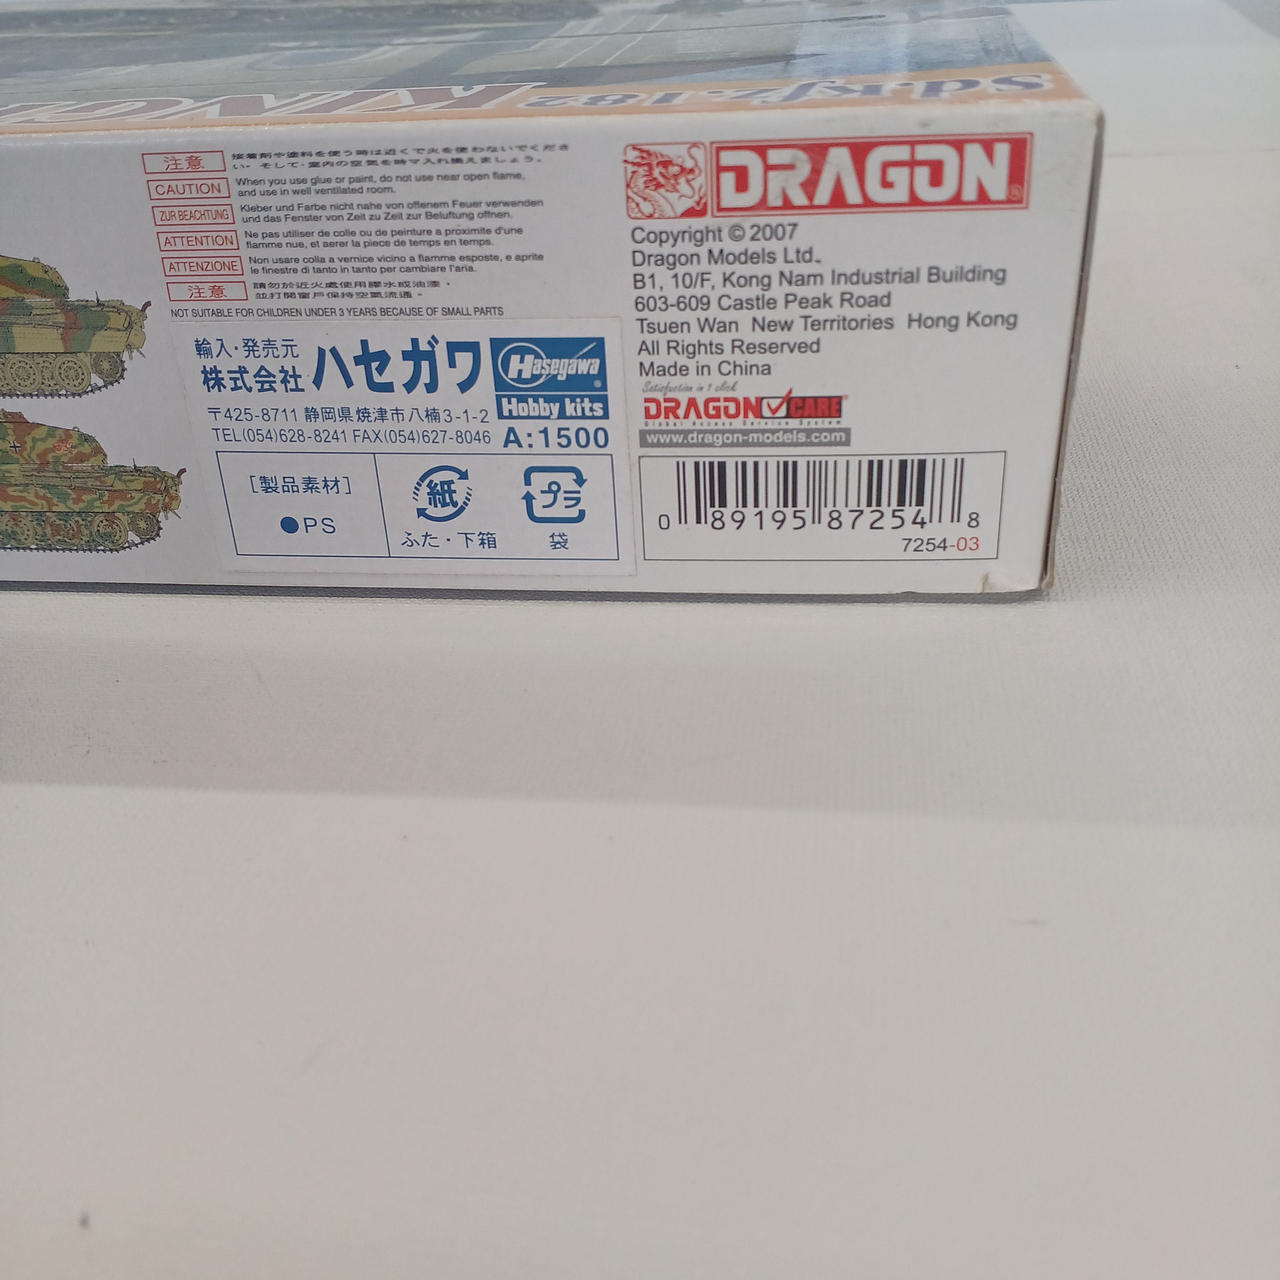 Sd.Kfz.182
KING
注意
接着剤や塗料を使う時は近くで火を使わないでくださ
い。そして、室内の空気を時々入れ換えましょう。
CAUTION
When you use glue or paint, do not use near open flame,
and use in well ventilated room.
ZUR BEACHTUNG
Kleber und Farbe nicht nahe von offenem Feuer verwenden
und das Fenster von Zeit zu Zeit zur Beluftung offnen.
ATTENTION
Ne pas utiliser de colle ou de peinture a proximite d'une
flamme nue, et aerer la piece de temps en temps.
ATTENZIONE
Non usare colla a vernice vicino a fiamme esposte, e aprite
le finestre di tanto in tanto per cambiare l'aria.
注意
請勿於近火處使用膠水或油漆，
並打開窗戶保持空氣流通。
NOT SUITABLE FOR CHILDREN UNDER 3 YEARS BECAUSE OF SMALL PARTS
輸入・発売元
株式会社 ハセガワ
Hasegawa
Hobby kits
〒425-8711 静岡県焼津市八楠3-1-2
TEL(054)628-8241 FAX(054)627-8046
A:1500
[製品素材]
●PS
紙
ふた・下箱
プラ
袋
DRAGON
Copyright © 2007
Dragon Models Ltd.
B1, 10/F, Kong Nam Industrial Building
603-609 Castle Peak Road
Tsuen Wan New Territories Hong Kong
All Rights Reserved
Made in China
Satisfaction in 1 click
DRAGON CARE
Global Access Service System
www.dragon-models.com
0 89195 87254 8
7254-03